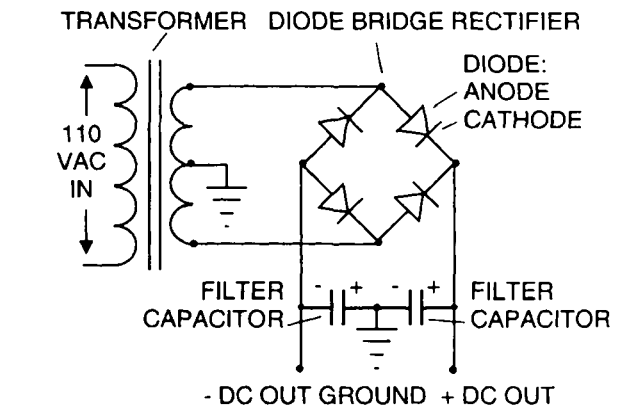 TRANSFORMER DIODE BRIDGE RECTIFIER
DIODE:
ANODE
CATHODE
110
VAC
IN
- + - +
FILTER
CAPACITOR
FILTER
CAPACITOR
- DC OUT GROUND + DC OUT